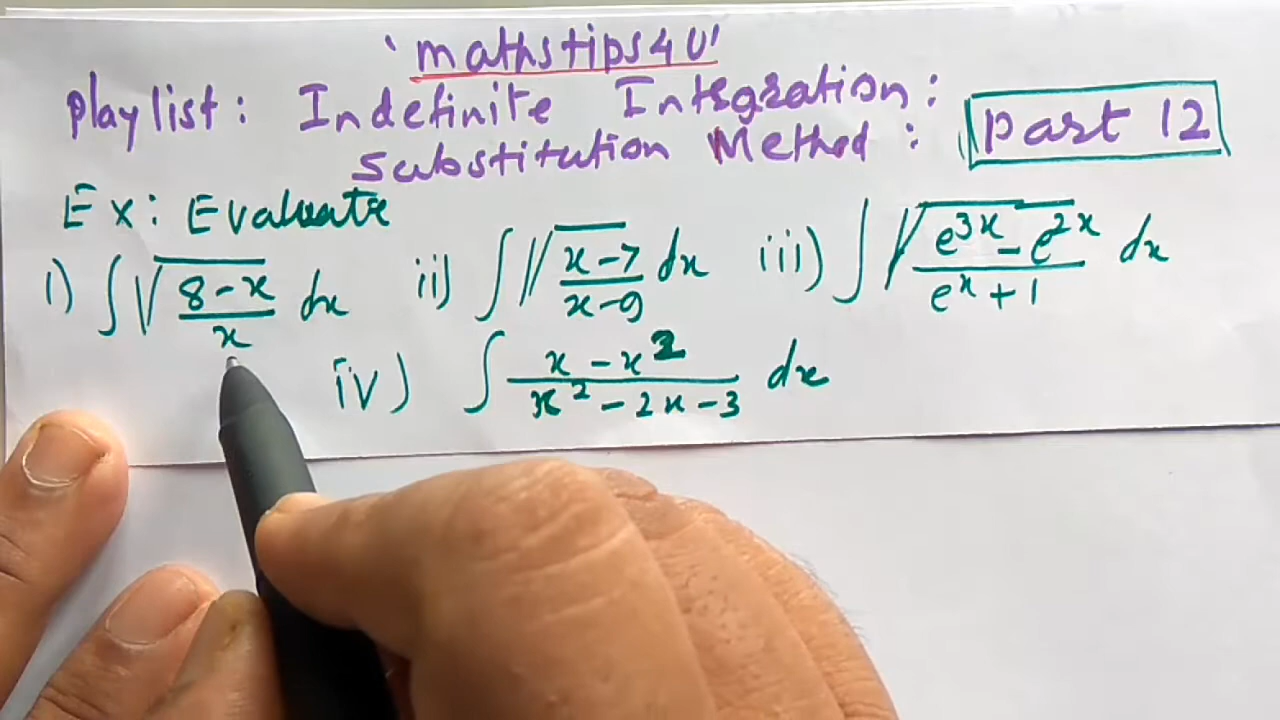 'mathstips4U'
Playlist: Indefinite Integration:
Substitution Method: Part 12
Ex: Evaluate
i) ∫√((8-x)/x) dx ii) ∫√((x-7)/(x-9)) dx iii) ∫√((e^3x - e^2x)/(e^x + 1)) dx
iv) ∫ (x - x^2)/(x^2 - 2x - 3) dx